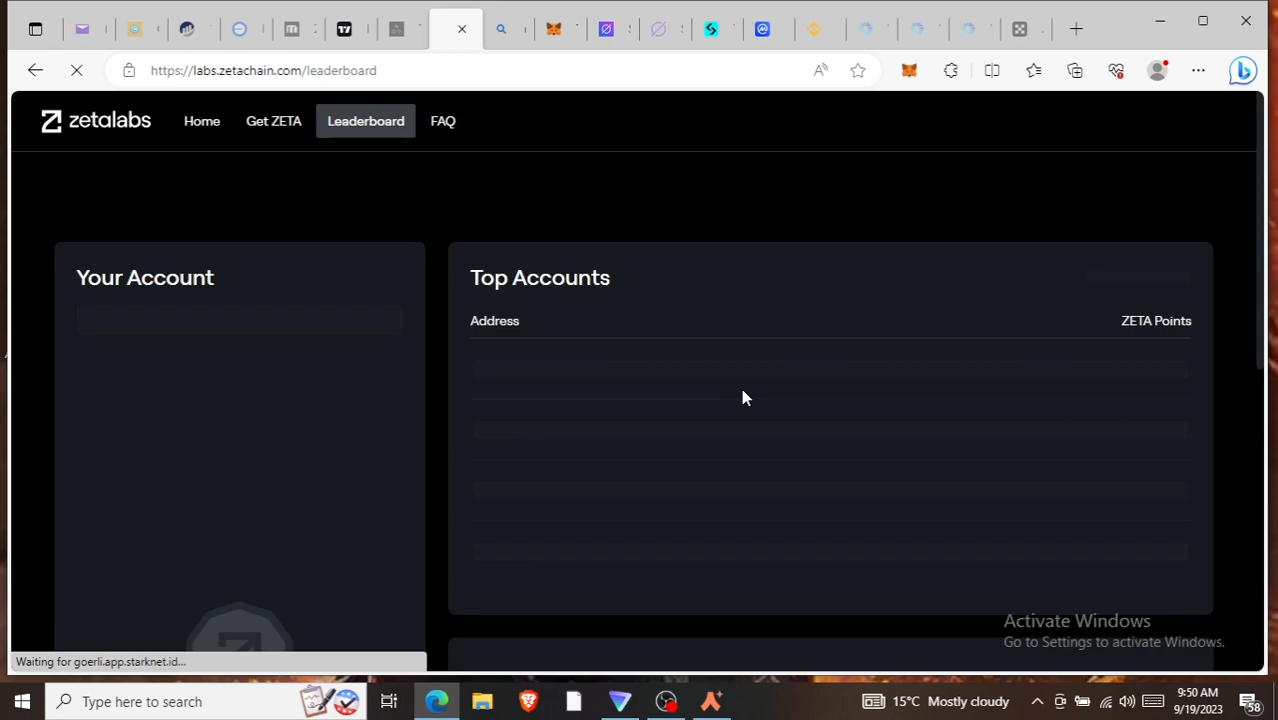 https://labs.zetachain.com/leaderboard
zetalabs Home Get ZETA Leaderboard FAQ
Your Account
Top Accounts
Address ZETA Points
Activate Windows
Go to Settings to activate Windows.
Waiting for goerli.app.starknet.id...
Type here to search
15°C Mostly cloudy
9:50 AM
9/19/2023
58